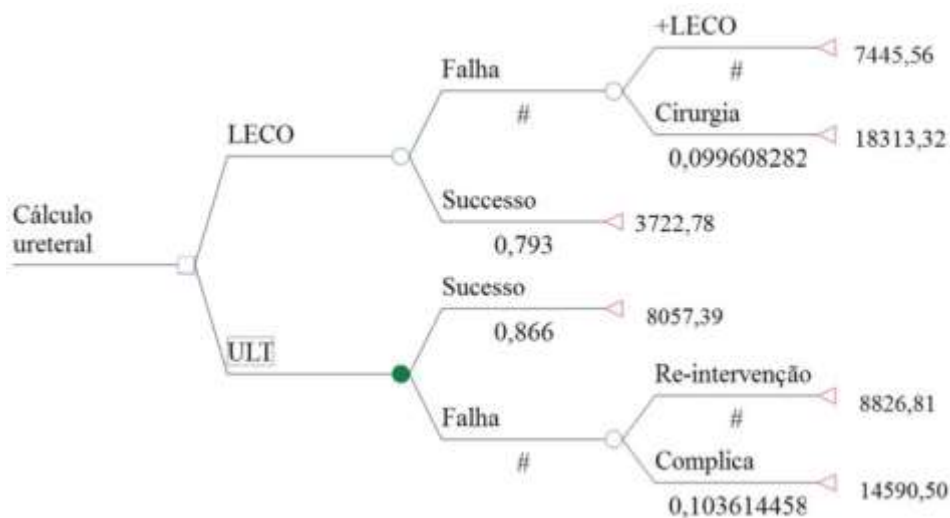 Cálculo
ureteral
LECO
Falha
#
+LECO
#
7445,56
Cirurgia
0,099608282
18313,32
Successo
0,793
3722,78
ULT
Sucesso
0,866
8057,39
Falha
#
Re-intervenção
#
8826,81
Complica
0,103614458
14590,50